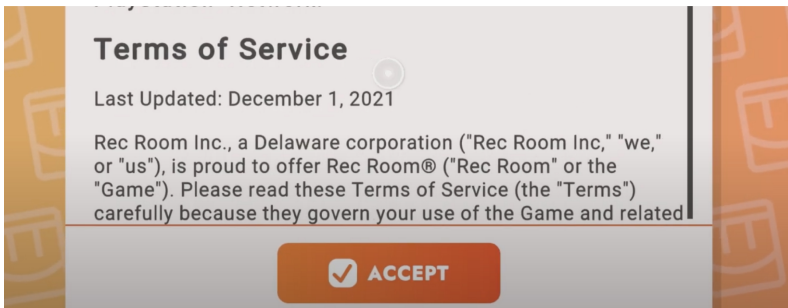 Terms of Service
Last Updated: December 1, 2021
Rec Room Inc., a Delaware corporation ("Rec Room Inc," "we,"
or "us"), is proud to offer Rec Room® ("Rec Room" or the
"Game"). Please read these Terms of Service (the "Terms")
carefully because they govern your use of the Game and related
ACCEPT